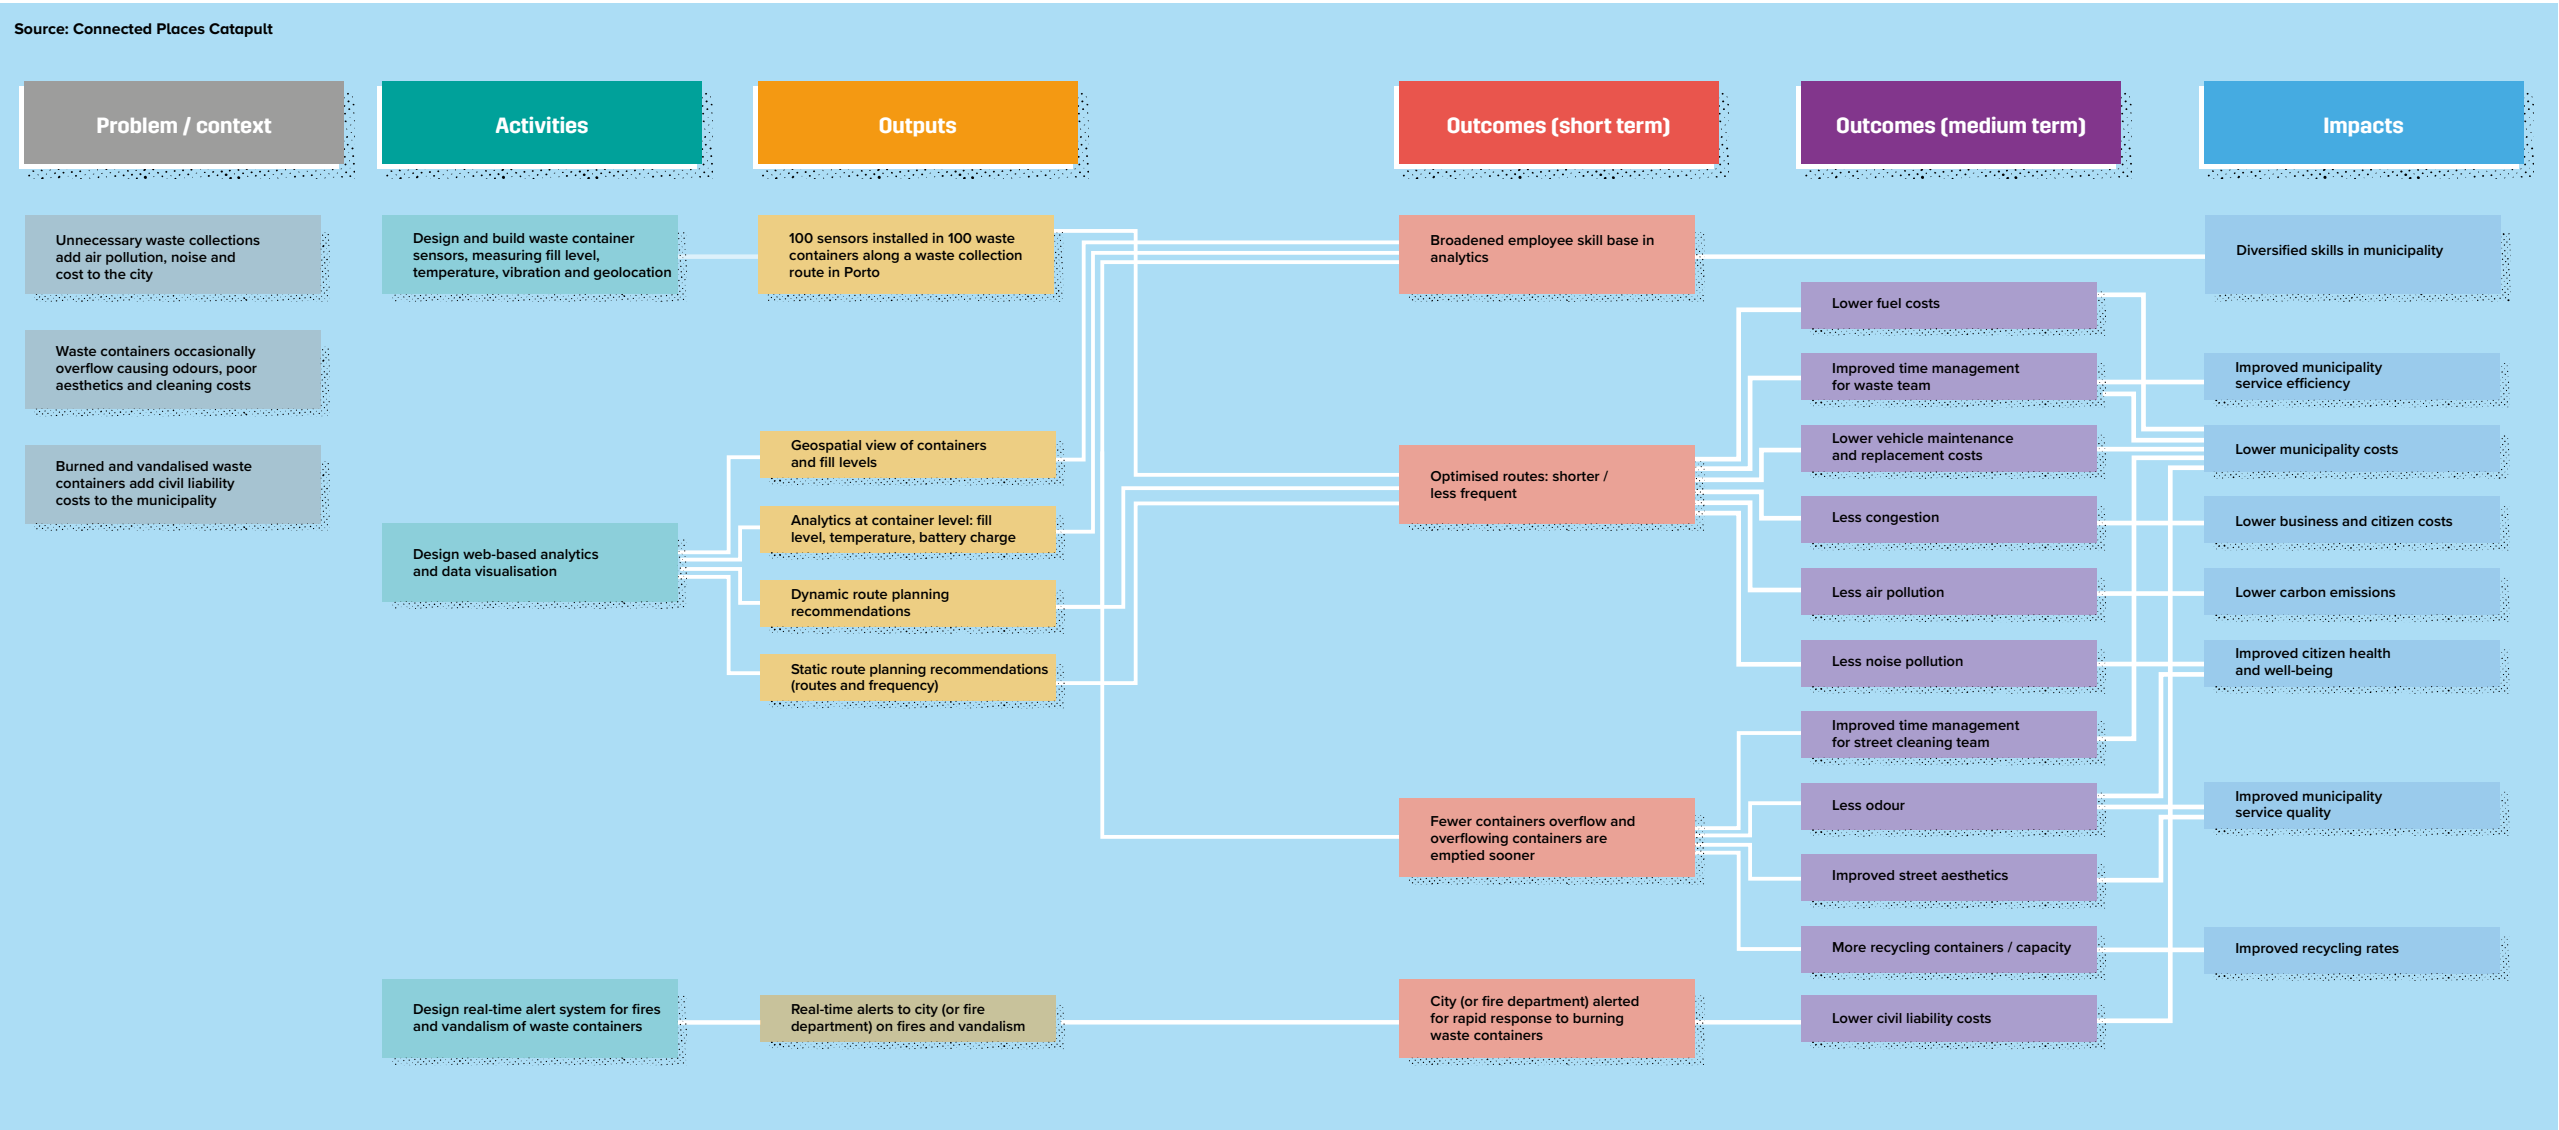 Source: Connected Places Catapult
Problem / context
Activities
Outputs
Outcomes (short term)
Outcomes (medium term)
Impacts
Unnecessary waste collections
add air pollution, noise and
cost to the city
Waste containers occasionally
overflow causing odours, poor
aesthetics and cleaning costs
Burned and vandalised waste
containers add civil liability
costs to the municipality
Design and build waste container
sensors, measuring fill level,
temperature, vibration and geolocation
Design web-based analytics
and data visualisation
Design real-time alert system for fires
and vandalism of waste containers
100 sensors installed in 100 waste
containers along a waste collection
route in Porto
Geospatial view of containers
and fill levels
Analytics at container level: fill
level, temperature, battery charge
Dynamic route planning
recommendations
Static route planning recommendations
(routes and frequency)
Real-time alerts to city (or fire
department) on fires and vandalism
Broadened employee skill base in
analytics
Optimised routes: shorter /
less frequent
Fewer containers overflow and
overflowing containers are
emptied sooner
City (or fire department) alerted
for rapid response to burning
waste containers
Lower fuel costs
Improved time management
for waste team
Lower vehicle maintenance
and replacement costs
Less congestion
Less air pollution
Less noise pollution
Improved time management
for street cleaning team
Less odour
Improved street aesthetics
More recycling containers / capacity
Lower civil liability costs
Diversified skills in municipality
Improved municipality
service efficiency
Lower municipality costs
Lower business and citizen costs
Lower carbon emissions
Improved citizen health
and well-being
Improved municipality
service quality
Improved recycling rates